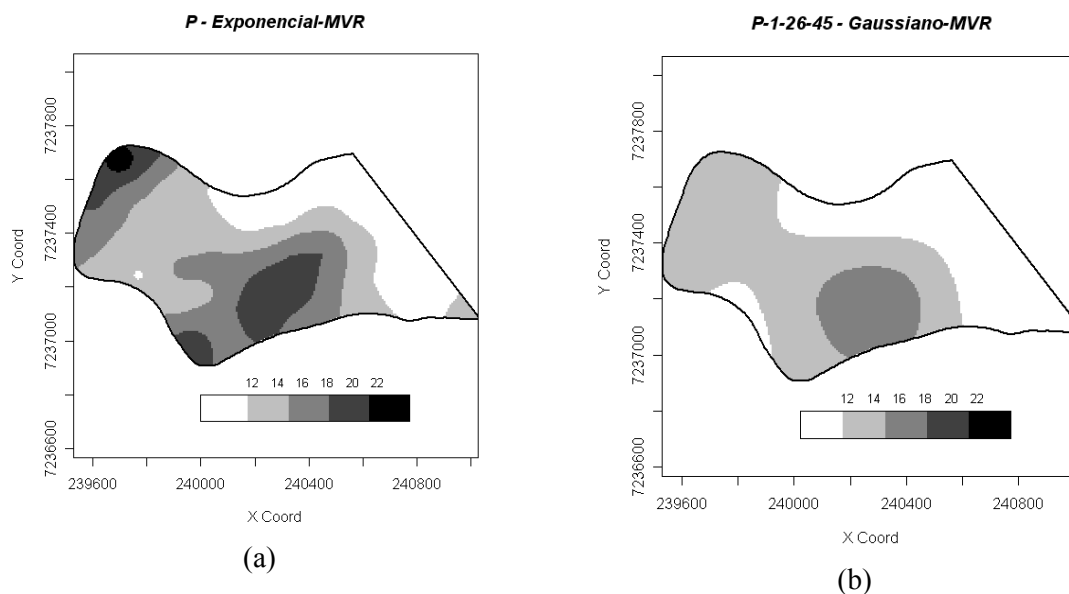 P - Exponencial-MVR
Y Coord
7237800
7237400
7237000
7236600
12 14 16 18 20 22
239600 240000 240400 240800
X Coord
(a)
P-1-26-45 - Gaussiano-MVR
Y Coord
7237800
7237400
7237000
7236600
12 14 16 18 20 22
239600 240000 240400 240800
X Coord
(b)